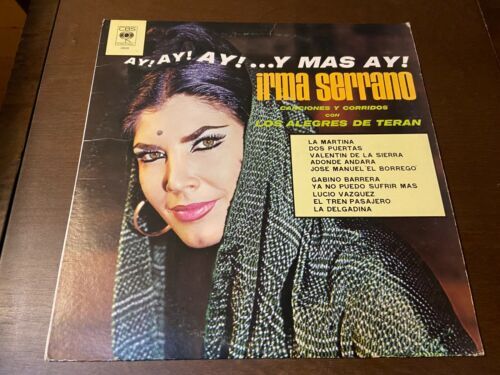 CBS
AY! AY! AY!...Y MAS AY!
irma serrano
CANCIONES Y CORRIDOS
con
LOS ALEGRES DE TERAN
LA MARTINA
DOS PUERTAS
VALENTIN DE LA SIERRA
ADONDE ANDARA
JOSE MANUEL "EL BORREGO"
GABINO BARRERA
YA NO PUEDO SUFRIR MAS
LUCIO VAZQUEZ
EL TREN PASAJERO
LA DELGADINA